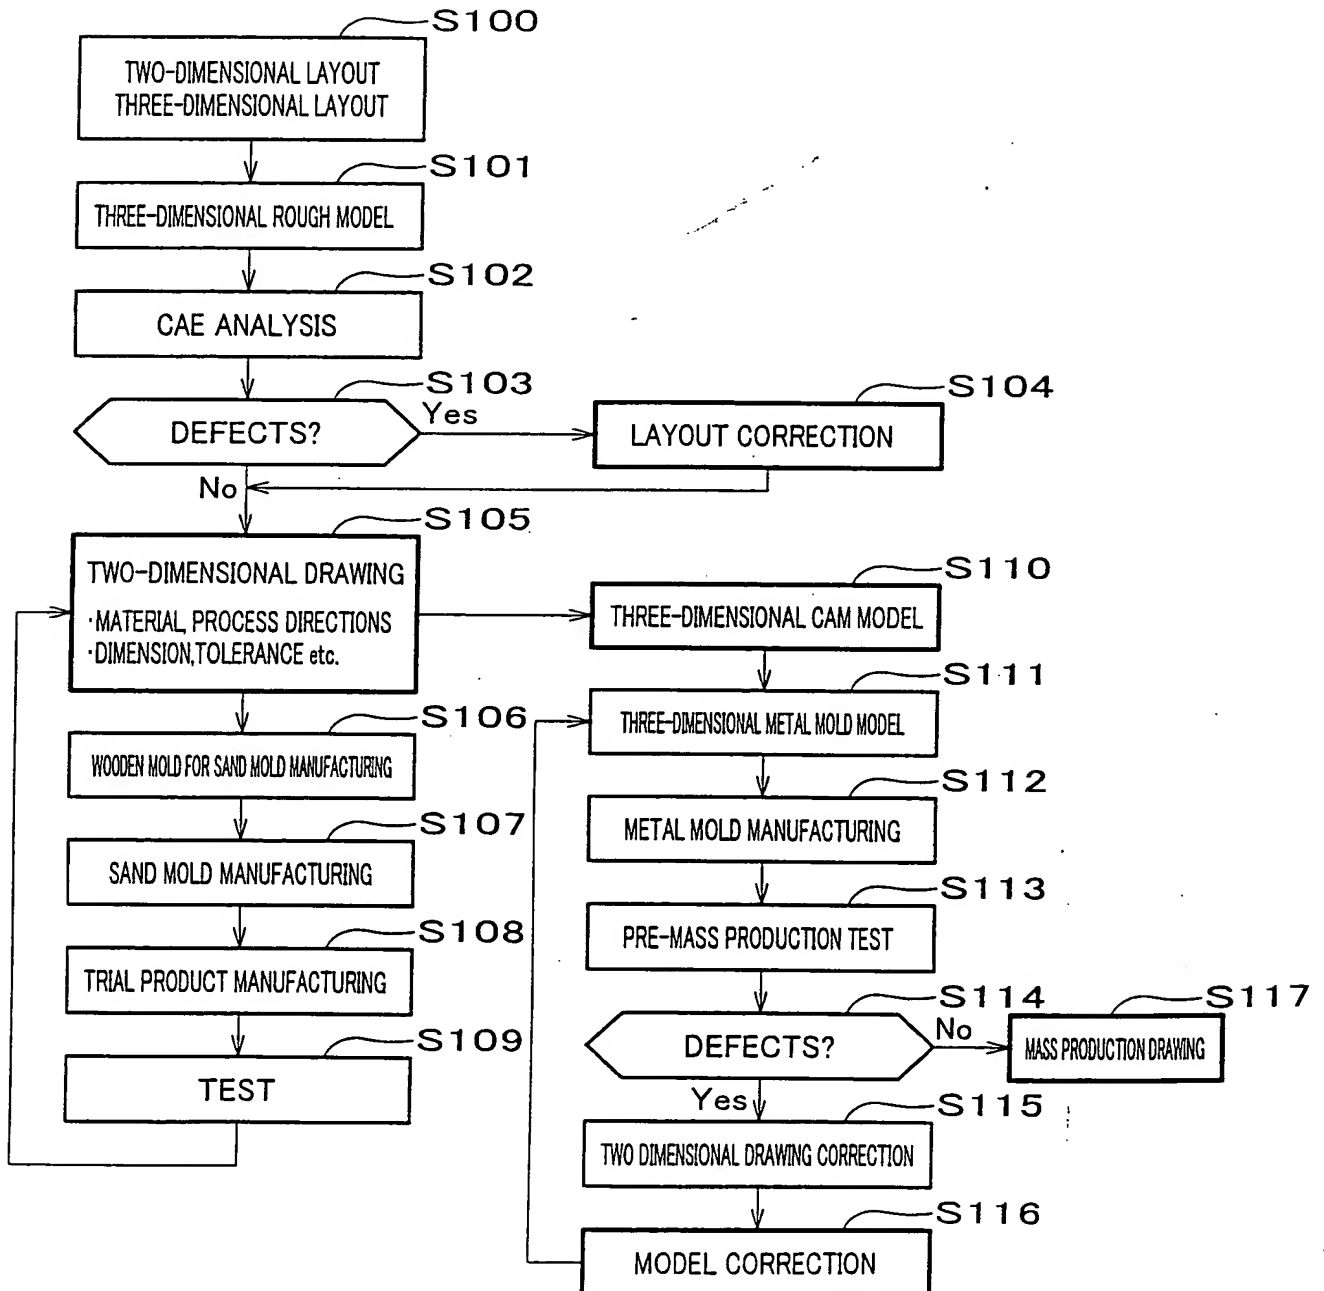 S100
TWO-DIMENSIONAL LAYOUT
THREE-DIMENSIONAL LAYOUT
S101
THREE-DIMENSIONAL ROUGH MODEL
S102
CAE ANALYSIS
S103
DEFECTS?
Yes
S104
LAYOUT CORRECTION
No
S105
TWO-DIMENSIONAL DRAWING
·MATERIAL, PROCESS DIRECTIONS
·DIMENSION,TOLERANCE etc.
S106
WOODEN MOLD FOR SAND MOLD MANUFACTURING
S107
SAND MOLD MANUFACTURING
S108
TRIAL PRODUCT MANUFACTURING
S109
TEST
S110
THREE-DIMENSIONAL CAM MODEL
S111
THREE-DIMENSIONAL METAL MOLD MODEL
S112
METAL MOLD MANUFACTURING
S113
PRE-MASS PRODUCTION TEST
S114
DEFECTS?
No
S117
MASS PRODUCTION DRAWING
Yes
S115
TWO DIMENSIONAL DRAWING CORRECTION
S116
MODEL CORRECTION